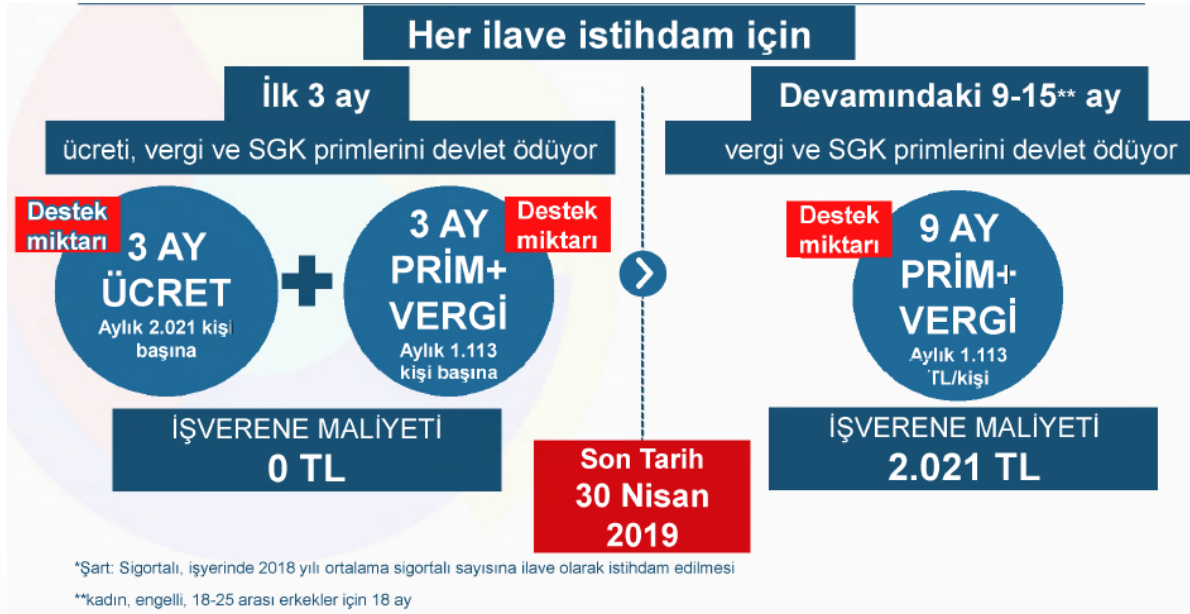 Her ilave istihdam için
İlk 3 ay
ücreti, vergi ve SGK primlerini devlet ödüyor
Destek
miktarı
3 AY
ÜCRET
Aylık 2.021 kişi
başına
3 AY
PRİM+
VERGİ
Aylık 1.113
kişi başına
Destek
miktarı
İŞVERENE MALİYETİ
0 TL
Devamındaki 9-15** ay
vergi ve SGK primlerini devlet ödüyor
Destek
miktarı
9 AY
PRİM+
VERGİ
Aylık 1.113
TL/kişi
İŞVERENE MALİYETİ
2.021 TL
Son Tarih
30 Nisan
2019
*Şart: Sigortalı, işyerinde 2018 yılı ortalama sigortalı sayısına ilave olarak istihdam edilmesi
**kadın, engelli, 18-25 arası erkekler için 18 ay